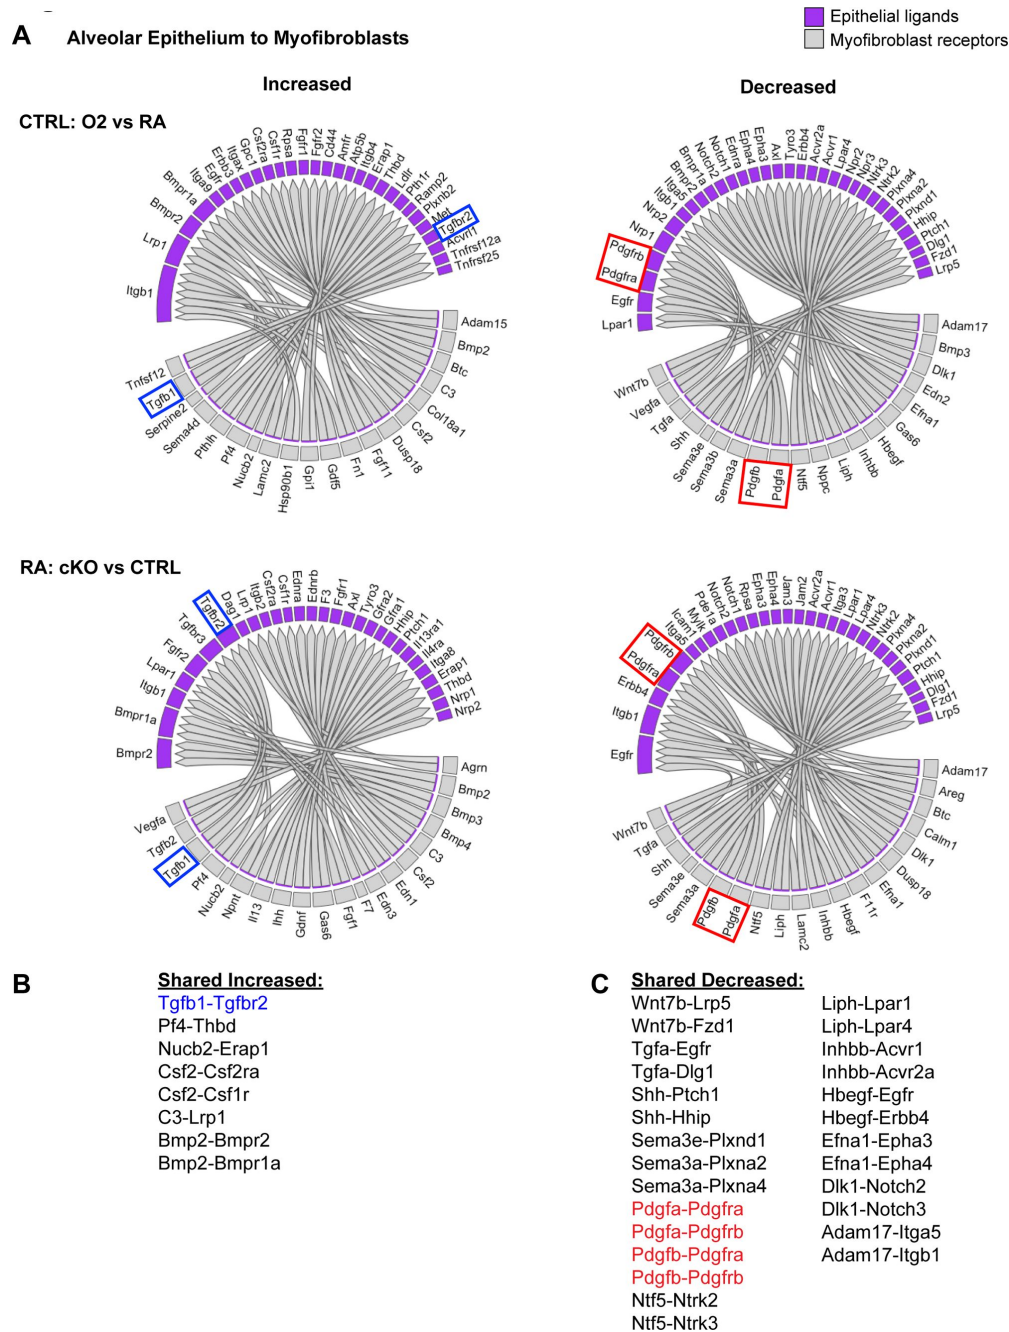 Epithelial ligands
Myofibroblast receptors
A
Alveolar Epithelium to Myofibroblasts
Increased
Decreased
CTRL: O2 vs RA
Itgb1
Lrp1
Bmpr2
Bmpr1a
Itga9
Egfr
Erbb3
Itgax
Gpc1
Csf2ra
Csf1r
Rpsa
Fgfr1
Fgfr2
Cd44
Amfr
Atp5b
Itgb4
Erap1
Thbd
Ldlr
Pth1r
Ramp2
Plxnb2
Met
Tgfbr2
Acvrl1
Tnfrsf12a
Tnfrsf25
Adam15
Bmp2
Btc
C3
Col18a1
Csf2
Dusp18
Fgf11
Fn1
Gdf5
Gpi1
Hsp90b1
Lamc2
Nucb2
Pf4
Pthlh
Sema4d
Serpine2
Tgfb1
Tnfsf12
Lpar1
Egfr
Pdgfra
Pdgfrb
Nrp1
Nrp2
Itgb1
Itga5
Bmpr2
Bmpr1a
Notch2
Notch1
Ednra
Epha4
Epha3
Axl
Tyro3
Erbb4
Acvr2a
Acvr1
Lpar4
Npr2
Npr3
Ntrk3
Ntrk2
Plxna4
Plxna2
Plxnd1
Hhip
Ptch1
Dlg1
Fzd1
Lrp5
Adam17
Bmp3
Dlk1
Edn2
Efna1
Gas6
Hbegf
Inhbb
Liph
Nppc
Ntf5
Pdgfa
Pdgfb
Sema3a
Sema3b
Sema3e
Shh
Tgfa
Vegfa
Wnt7b
RA: cKO vs CTRL
Bmpr2
Bmpr1a
Itgb1
Lpar1
Fgfr2
Tgfbr3
Tgfbr2
Dag1
Lrp1
Itgb2
Csf2ra
Csf1r
Ednra
Ednrb
F3
Fgfr1
Axl
Tyro3
Gfra2
Gfra1
Hhip
Ptch1
Il13ra1
Il4ra
Itga8
Erap1
Thbd
Nrp1
Nrp2
Agrn
Bmp2
Bmp3
Bmp4
C3
Csf2
Edn1
Edn3
F7
Fgf1
Gas6
Gdnf
Ihh
Il13
Npnt
Nucb2
Pf4
Tgfb1
Tgfb2
Vegfa
Egfr
Itgb1
Erbb4
Pdgfra
Pdgfrb
Itga5
Icam1
Mylk
Pde1a
Notch2
Notch1
Rpsa
Epha3
Epha4
Jam3
Jam2
Acvr2a
Acvr1
Itga3
Lpar1
Lpar4
Ntrk3
Ntrk2
Plxna4
Plxna2
Plxnd1
Ptch1
Hhip
Dlg1
Fzd1
Lrp5
Adam17
Areg
Btc
Calm1
Dlk1
Dusp18
Efna1
F11r
Hbegf
Inhbb
Lamc2
Liph
Ntf5
Pdgfa
Pdgfb
Sema3a
Sema3e
Shh
Tgfa
Wnt7b
B
Shared Increased:
Tgfb1-Tgfbr2
Pf4-Thbd
Nucb2-Erap1
Csf2-Csf2ra
Csf2-Csf1r
C3-Lrp1
Bmp2-Bmpr2
Bmp2-Bmpr1a
C
Shared Decreased:
Wnt7b-Lrp5
Wnt7b-Fzd1
Tgfa-Egfr
Tgfa-Dlg1
Shh-Ptch1
Shh-Hhip
Sema3e-Plxnd1
Sema3a-Plxna2
Sema3a-Plxna4
Pdgfa-Pdgfra
Pdgfa-Pdgfrb
Pdgfb-Pdgfra
Pdgfb-Pdgfrb
Ntf5-Ntrk2
Ntf5-Ntrk3
Liph-Lpar1
Liph-Lpar4
Inhbb-Acvr1
Inhbb-Acvr2a
Hbegf-Egfr
Hbegf-Erbb4
Efna1-Epha3
Efna1-Epha4
Dlk1-Notch2
Dlk1-Notch3
Adam17-Itga5
Adam17-Itgb1